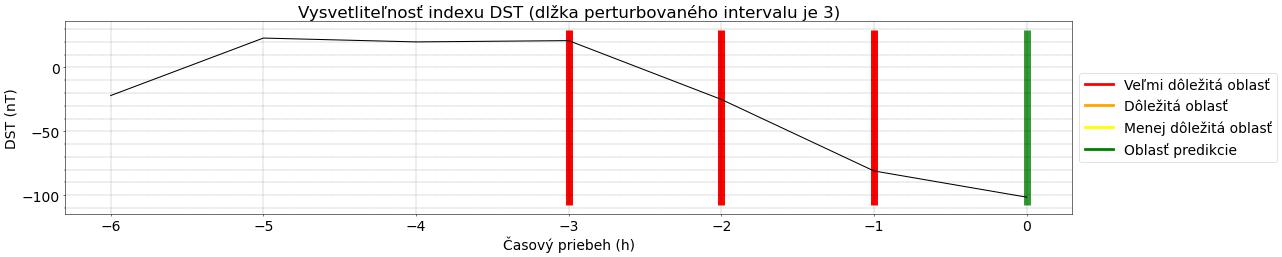 Vysvetliteľnosť indexu DST (dlžka perturbovaného intervalu je 3)
DST (nT)
0
−50
−100
−6 −5 −4 −3 −2 −1 0
Časový priebeh (h)
Veľmi dôležitá oblasť
Dôležitá oblasť
Menej dôležitá oblasť
Oblasť predikcie